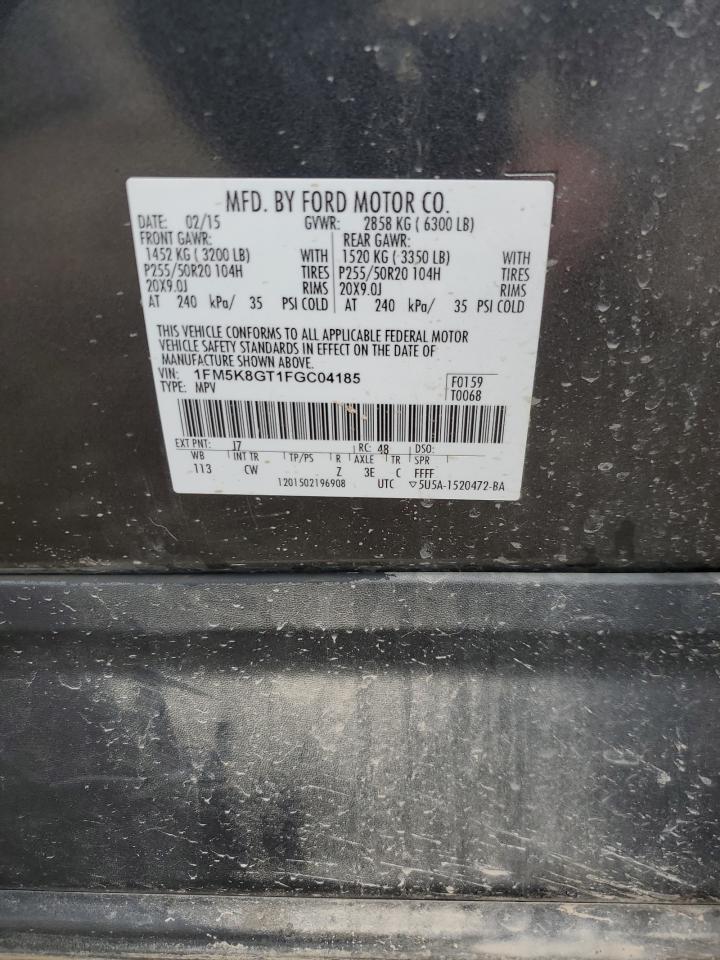 MFD. BY FORD MOTOR CO.
DATE: 02/15 GVWR: 2858 KG ( 6300 LB)
FRONT GAWR: REAR GAWR:
1452 KG ( 3200 LB) WITH 1520 KG ( 3350 LB) WITH
P255/50R20 104H TIRES P255/50R20 104H TIRES
20X9.0J RIMS 20X9.0J RIMS
AT 240 kPa/ 35 PSI COLD AT 240 kPa/ 35 PSI COLD
THIS VEHICLE CONFORMS TO ALL APPLICABLE FEDERAL MOTOR
VEHICLE SAFETY STANDARDS IN EFFECT ON THE DATE OF
MANUFACTURE SHOWN ABOVE.
VIN: 1FM5K8GT1FGC04185 F0159
TYPE: MPV T0068
EXT PNT: J7 RC: 48 DSO:
WB INT TR TP/PS R AXLE TR SPR
113 CW Z 3E C FFFF
1201502196908 UTC ▽5U5A-1520472-BA